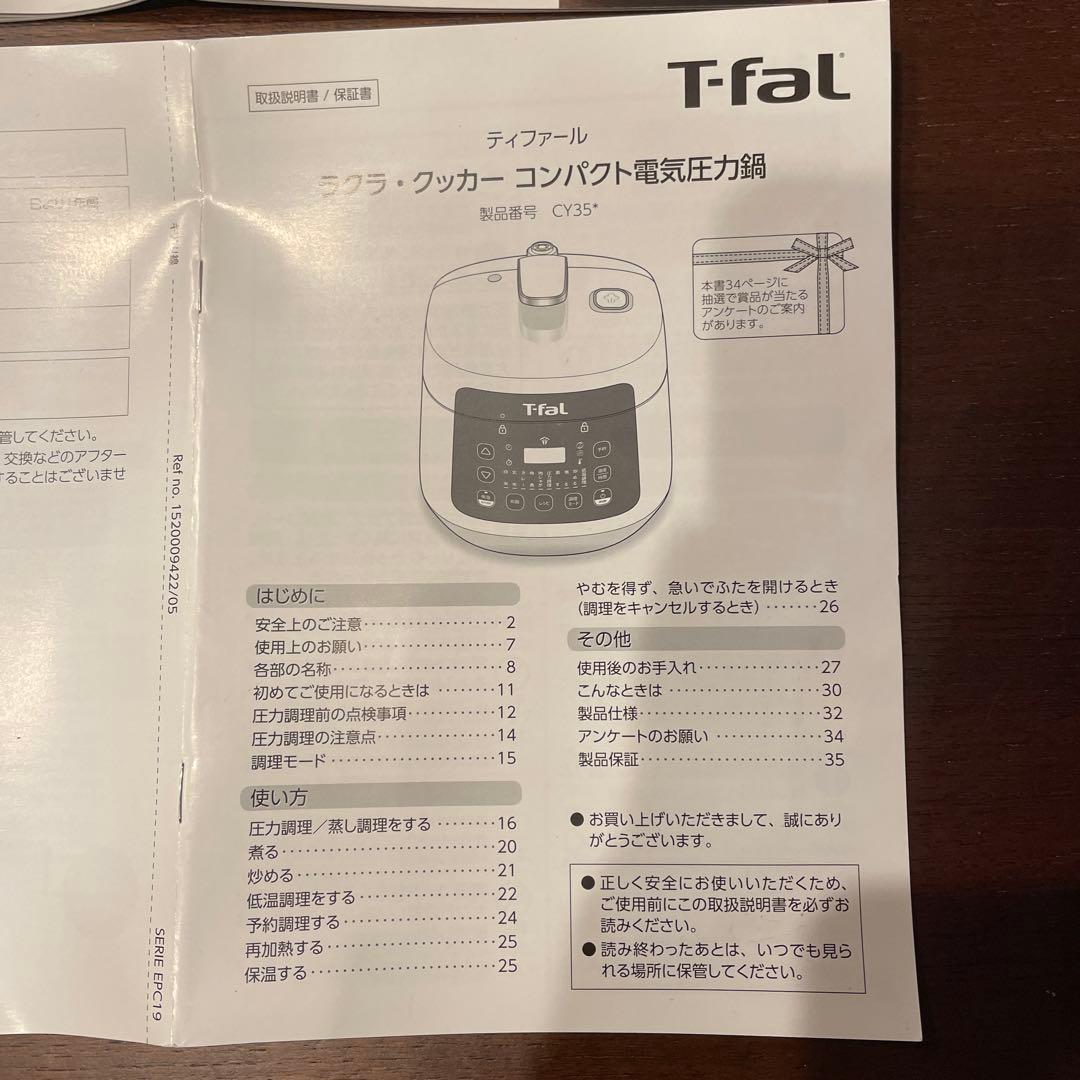 管してください。
交換などのアフター
することはございませ
Ref no. 1520009422/05
SERIE EPC19
取扱説明書 / 保証書
T-fal
ティファール
ラクラ・クッカー コンパクト電気圧力鍋
製品番号 CY35*
本書34ページに
抽選で賞品が当たる
アンケートのご案内
があります。
T-fal
予約
レシピ
はじめに
安全上のご注意‥‥‥‥‥‥‥2
使用上のお願い‥‥‥‥‥‥‥7
各部の名称‥‥‥‥‥‥‥‥‥8
初めてご使用になるときは‥‥‥11
圧力調理前の点検事項‥‥‥‥12
圧力調理の注意点‥‥‥‥‥‥14
調理モード‥‥‥‥‥‥‥‥‥15
使い方
圧力調理／蒸し調理をする‥‥‥16
煮る‥‥‥‥‥‥‥‥‥‥‥‥20
炒める‥‥‥‥‥‥‥‥‥‥‥21
低温調理をする‥‥‥‥‥‥‥22
予約調理する‥‥‥‥‥‥‥‥24
再加熱する‥‥‥‥‥‥‥‥‥25
保温する‥‥‥‥‥‥‥‥‥‥25
やむを得ず、急いでふたを開けるとき
（調理をキャンセルするとき）‥‥‥26
その他
使用後のお手入れ‥‥‥‥‥‥27
こんなときは‥‥‥‥‥‥‥‥30
製品仕様‥‥‥‥‥‥‥‥‥‥32
アンケートのお願い‥‥‥‥‥34
製品保証‥‥‥‥‥‥‥‥‥‥35
● お買い上げいただきまして、誠にあり
がとうございます。
● 正しく安全にお使いいただくため、
ご使用前にこの取扱説明書を必ずお
読みください。
● 読み終わったあとは、いつでも見ら
れる場所に保管してください。